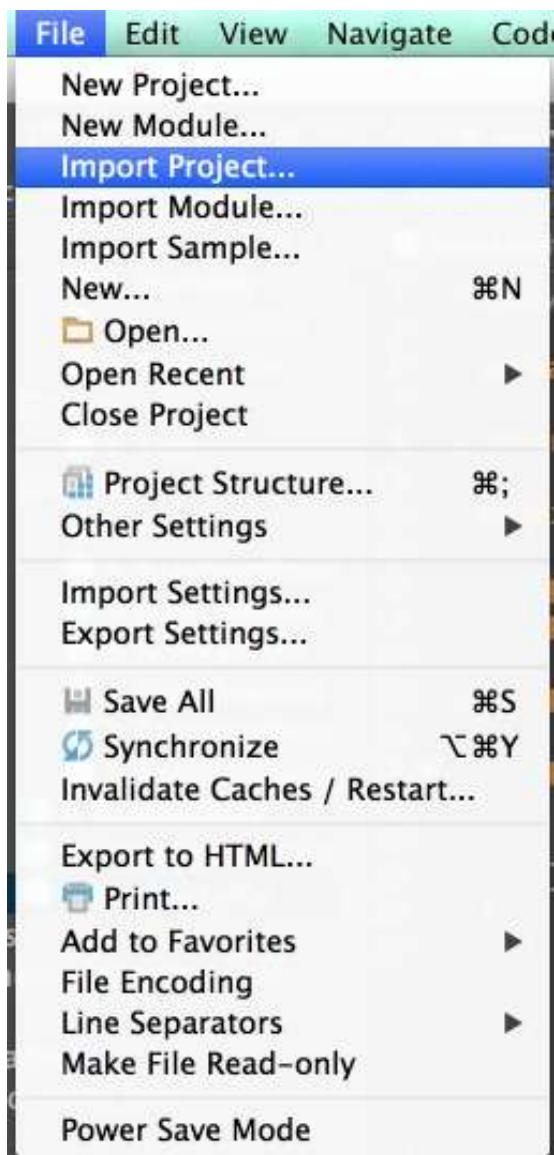 File Edit View Navigate
New Project...
New Module...
Import Project...
Import Module...
Import Sample...
New... ⌘N
Open...
Open Recent ▶
Close Project
Project Structure... ⌘;
Other Settings ▶
Import Settings...
Export Settings...
Save All ⌘S
Synchronize ⌥⌘Y
Invalidate Caches / Restart...
Export to HTML...
Print...
Add to Favorites ▶
File Encoding
Line Separators ▶
Make File Read-only
Power Save Mode